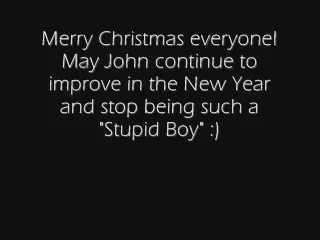 Merry Christmas everyone!
May John continue to
improve in the New Year
and stop being such a
"Stupid Boy" :)